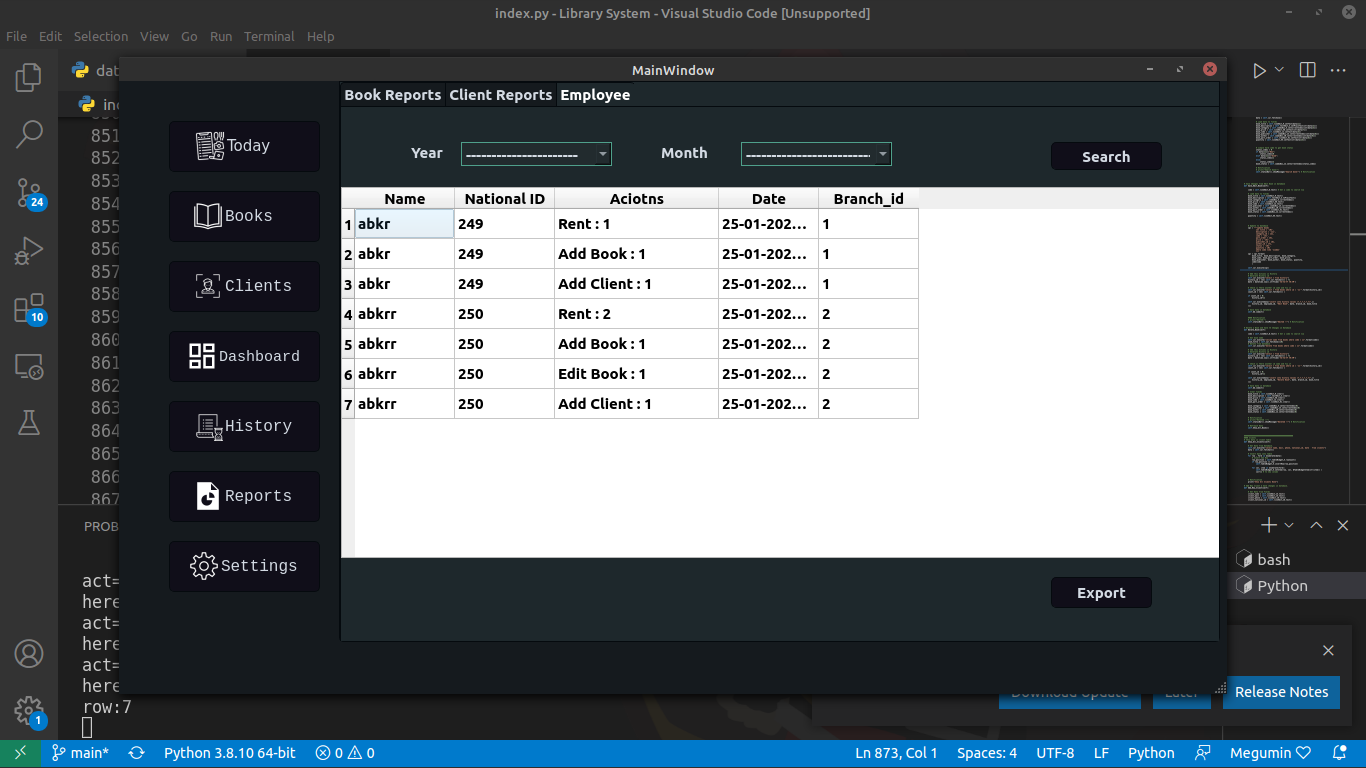 index.py - Library System - Visual Studio Code [Unsupported]
File Edit Selection View Go Run Terminal Help
dat
MainWindow
Book Reports Client Reports Employee
851
852
853
854
855
856
857
858
859
860
861
862
863
864
865
866
867
24
10
1
Today
Books
Clients
Dashboard
History
Reports
Settings
Year ---------------------- Month ------------------------ Search
Name National ID Aciotns Date Branch_id
1 abkr 249 Rent : 1 25-01-202... 1
2 abkr 249 Add Book : 1 25-01-202... 1
3 abkr 249 Add Client : 1 25-01-202... 1
4 abkrr 250 Rent : 2 25-01-202... 2
5 abkrr 250 Add Book : 1 25-01-202... 2
6 abkrr 250 Edit Book : 1 25-01-202... 2
7 abkrr 250 Add Client : 1 25-01-202... 2
Export
PROB
act=
here
act=
here
act=
here
row:7
bash
Python
Download Update Later Release Notes
main* Python 3.8.10 64-bit 0 0 Ln 873, Col 1 Spaces: 4 UTF-8 LF Python Megumin